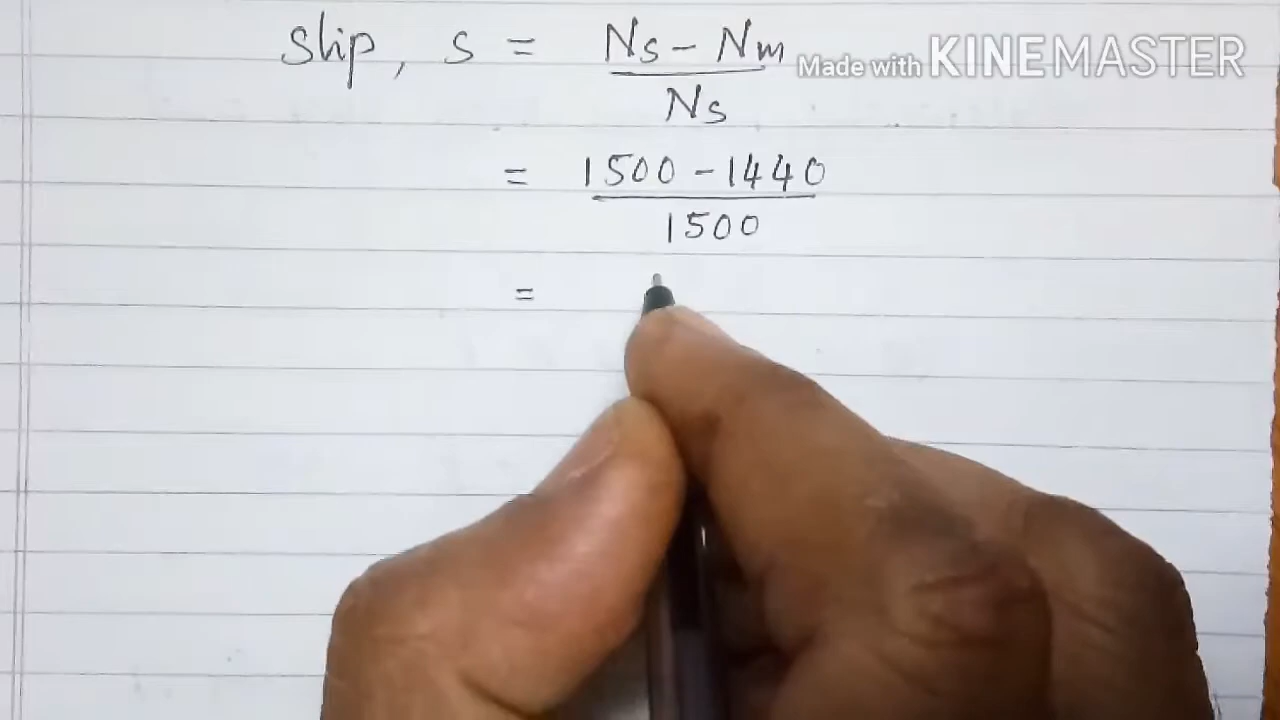 Slip, s = Ns - Nm / Ns
Made with KINEMASTER
= 1500 - 1440 / 1500
=